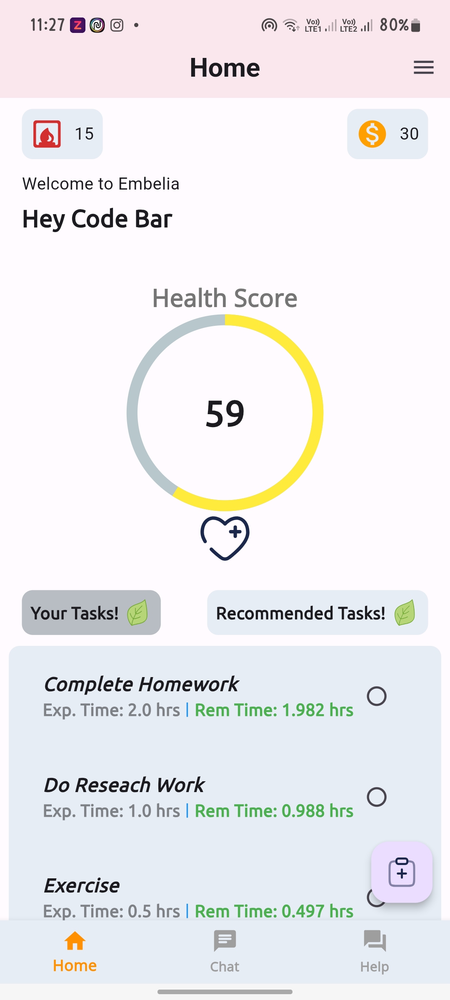 11:27
Vo)) LTE1
Vo)) LTE2
80%
Home
15
30
Welcome to Embelia
Hey Code Bar
Health Score
59
Your Tasks!
Recommended Tasks!
Complete Homework
Exp. Time: 2.0 hrs | Rem Time: 1.982 hrs
Do Reseach Work
Exp. Time: 1.0 hrs | Rem Time: 0.988 hrs
Exercise
Exp. Time: 0.5 hrs | Rem Time: 0.497 hrs
Home
Chat
Help